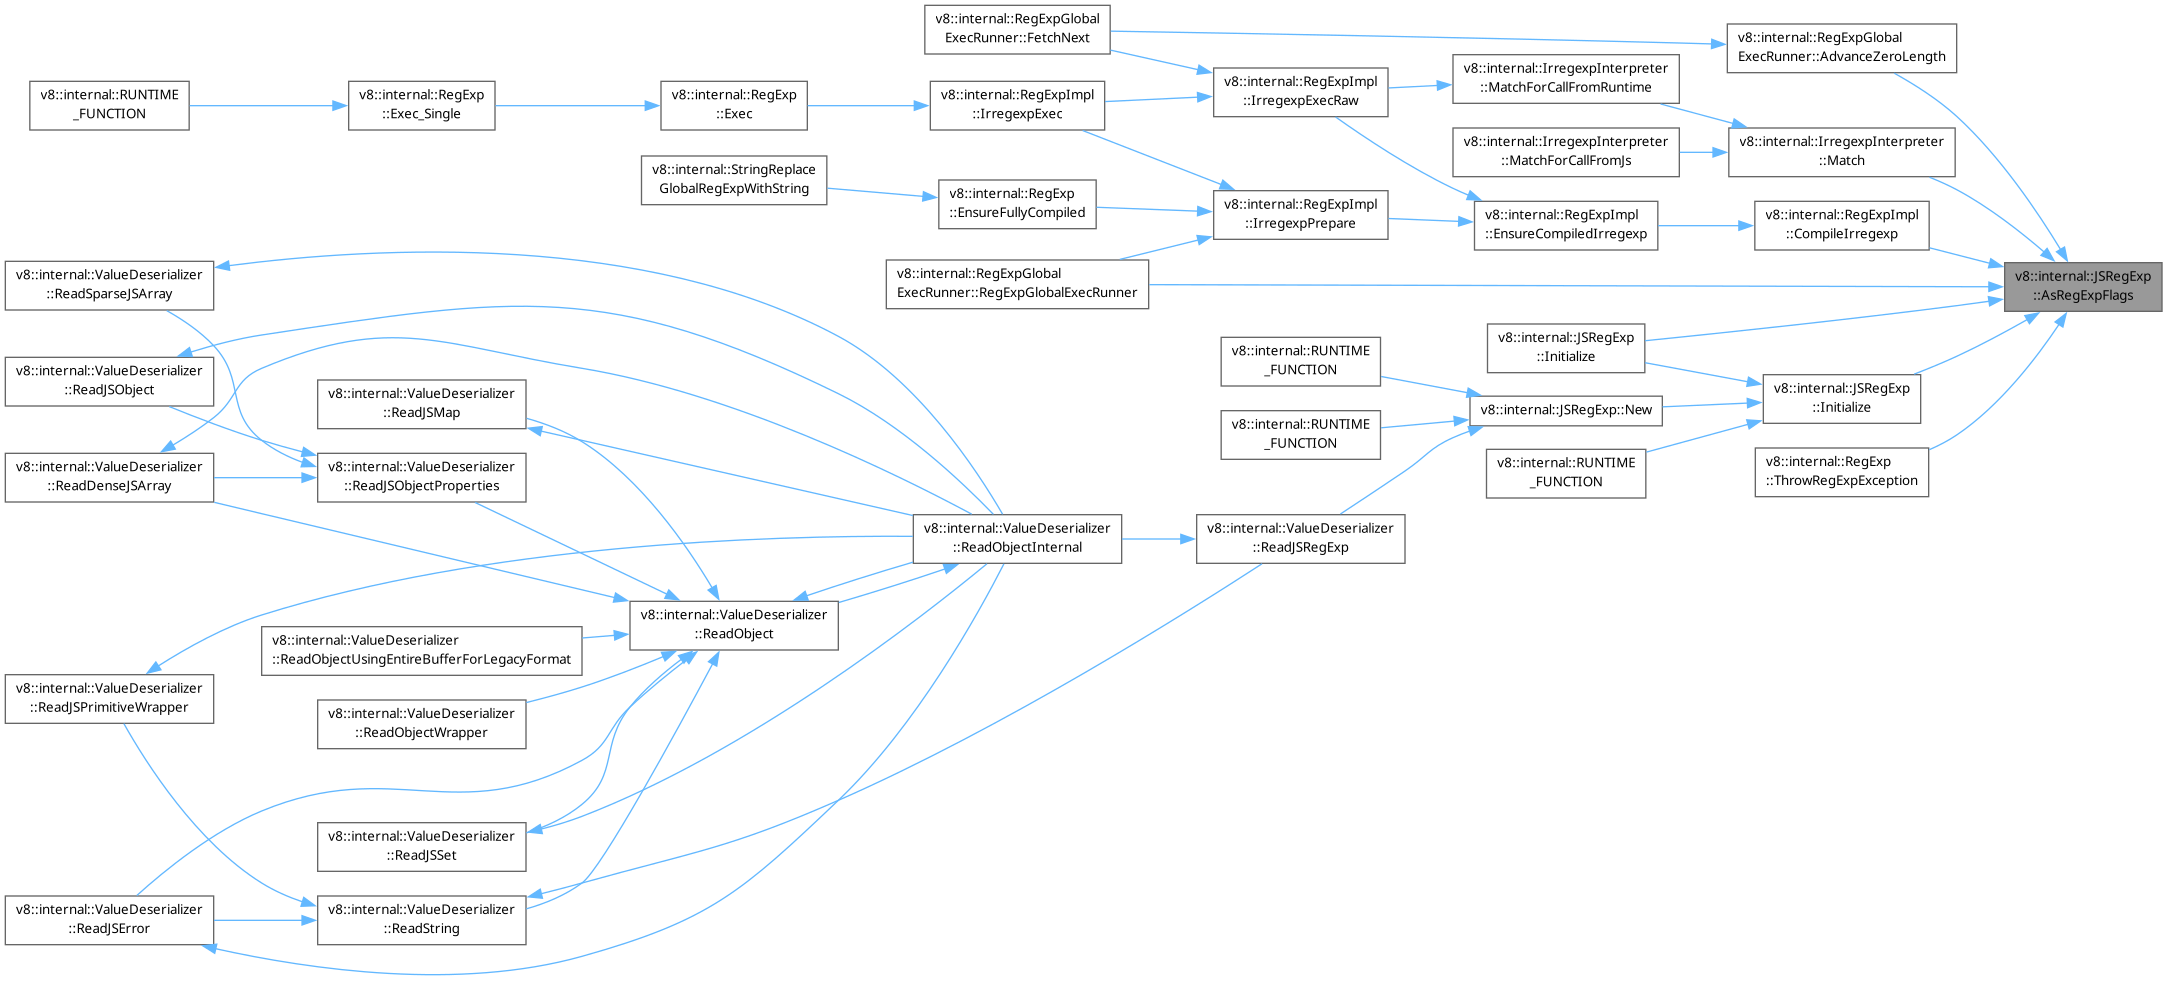 v8::internal::RegExpGlobal
ExecRunner::FetchNext
v8::internal::RegExpGlobal
ExecRunner::AdvanceZeroLength
v8::internal::RUNTIME
_FUNCTION
v8::internal::RegExp
::Exec_Single
v8::internal::RegExp
::Exec
v8::internal::RegExpImpl
::IrregexpExec
v8::internal::RegExpImpl
::IrregexpExecRaw
v8::internal::IrregexpInterpreter
::MatchForCallFromRuntime
v8::internal::IrregexpInterpreter
::MatchForCallFromJs
v8::internal::IrregexpInterpreter
::Match
v8::internal::StringReplace
GlobalRegExpWithString
v8::internal::RegExp
::EnsureFullyCompiled
v8::internal::RegExpImpl
::IrregexpPrepare
v8::internal::RegExpImpl
::EnsureCompiledIrregexp
v8::internal::RegExpImpl
::CompileIrregexp
v8::internal::ValueDeserializer
::ReadSparseJSArray
v8::internal::RegExpGlobal
ExecRunner::RegExpGlobalExecRunner
v8::internal::JSRegExp
::AsRegExpFlags
v8::internal::ValueDeserializer
::ReadJSObject
v8::internal::ValueDeserializer
::ReadJSMap
v8::internal::RUNTIME
_FUNCTION
v8::internal::JSRegExp
::Initialize
v8::internal::JSRegExp
::Initialize
v8::internal::JSRegExp::New
v8::internal::RUNTIME
_FUNCTION
v8::internal::ValueDeserializer
::ReadDenseJSArray
v8::internal::ValueDeserializer
::ReadJSObjectProperties
v8::internal::RUNTIME
_FUNCTION
v8::internal::RegExp
::ThrowRegExpException
v8::internal::ValueDeserializer
::ReadObjectInternal
v8::internal::ValueDeserializer
::ReadJSRegExp
v8::internal::ValueDeserializer
::ReadObject
v8::internal::ValueDeserializer
::ReadObjectUsingEntireBufferForLegacyFormat
v8::internal::ValueDeserializer
::ReadJSPrimitiveWrapper
v8::internal::ValueDeserializer
::ReadObjectWrapper
v8::internal::ValueDeserializer
::ReadJSSet
v8::internal::ValueDeserializer
::ReadJSError
v8::internal::ValueDeserializer
::ReadString